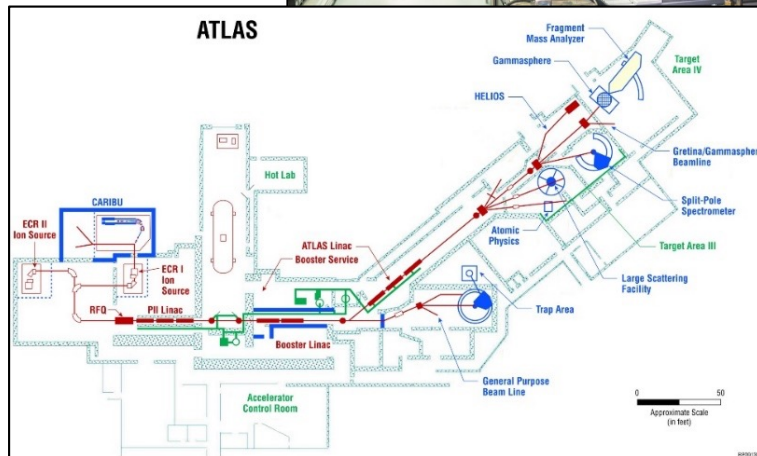 ATLAS
Fragment
Mass Analyzer
Gammasphere
Target
Area IV
HELIOS
Hot Lab
Gretina/Gammasphere
Beamline
CARIBU
ECR II
Ion Source
Split-Pole
Spectrometer
ATLAS Linac
Booster Service
Atomic
Physics
Target Area III
ECR I
Ion
Source
Large Scattering
Facility
RFQ
PII Linac
Trap Area
Booster Linac
General Purpose
Beam Line
Accelerator
Control Room
0
50
Approximate Scale
(in feet)